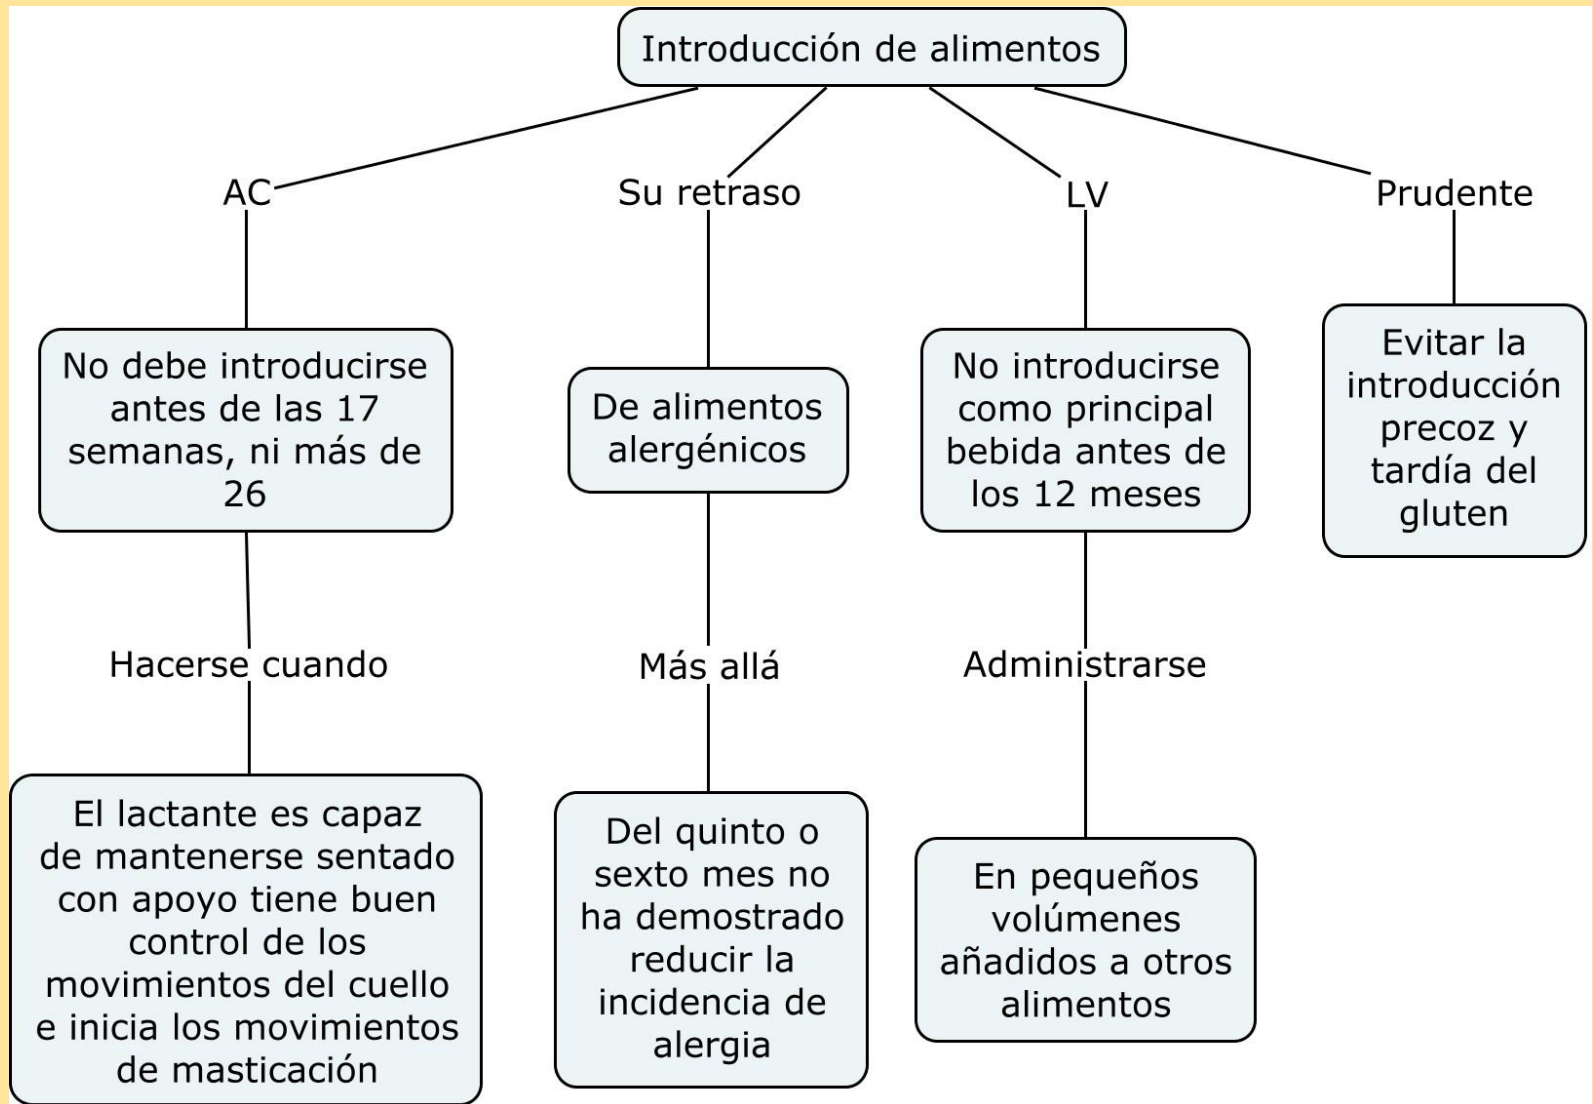 Introducción de alimentos
AC
Su retraso
LV
Prudente
No debe introducirse
antes de las 17
semanas, ni más de
26
De alimentos
alergénicos
No introducirse
como principal
bebida antes de
los 12 meses
Evitar la
introducción
precoz y
tardía del
gluten
Hacerse cuando
Más allá
Administrarse
El lactante es capaz
de mantenerse sentado
con apoyo tiene buen
control de los
movimientos del cuello
e inicia los movimientos
de masticación
Del quinto o
sexto mes no
ha demostrado
reducir la
incidencia de
alergia
En pequeños
volúmenes
añadidos a otros
alimentos